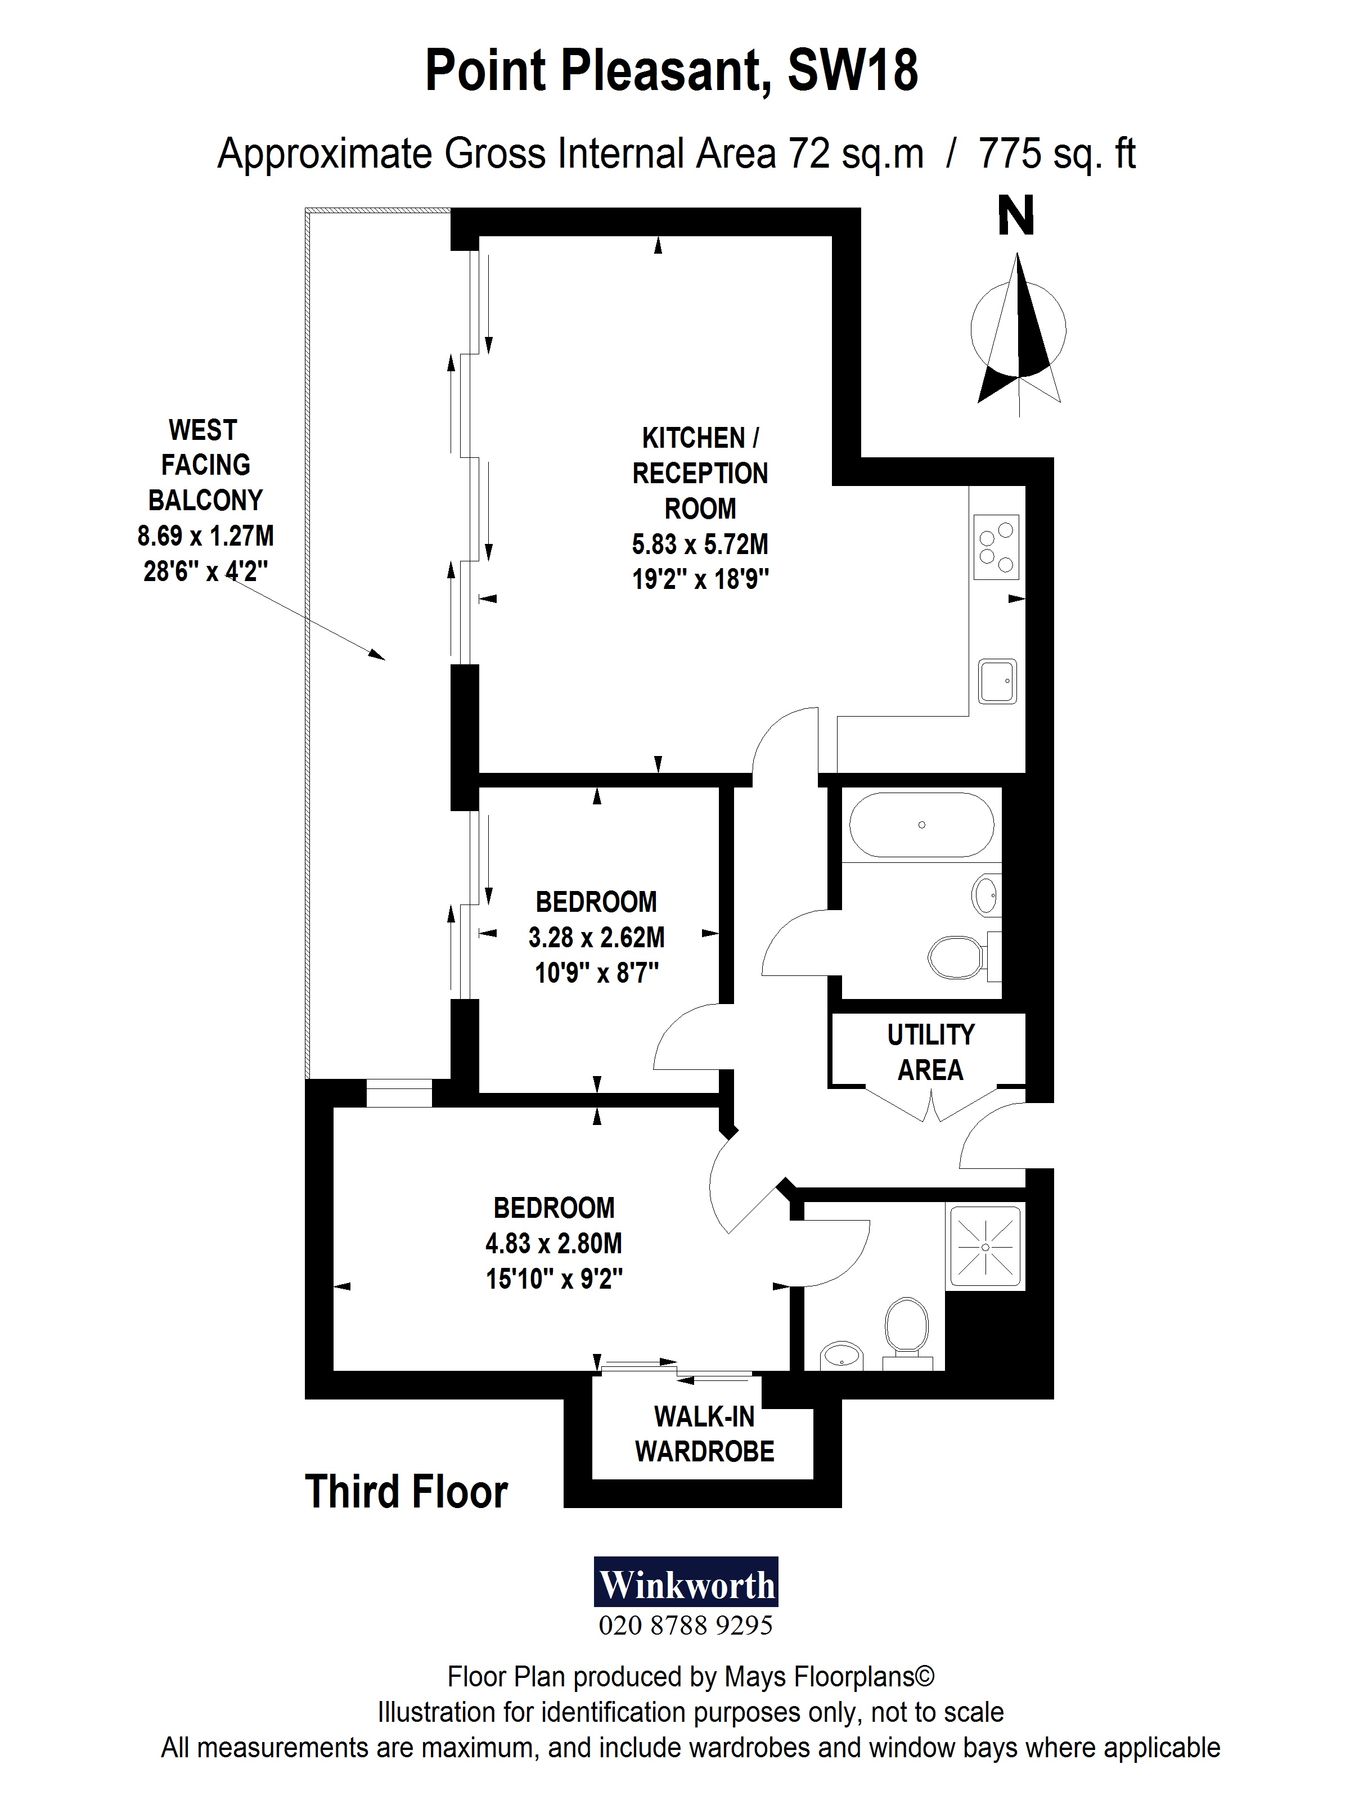 Point Pleasant, SW18
Approximate Gross Internal Area 72 sq.m / 775 sq. ft
N
WEST
FACING
BALCONY
8.69 x 1.27M
28'6" x 4'2"
KITCHEN /
RECEPTION
ROOM
5.83 x 5.72M
19'2" x 18'9"
BEDROOM
3.28 x 2.62M
10'9" x 8'7"
UTILITY
AREA
BEDROOM
4.83 x 2.80M
15'10" x 9'2"
WALK-IN
WARDROBE
Third Floor
Winkworth
020 8788 9295
Floor Plan produced by Mays Floorplans©
Illustration for identification purposes only, not to scale
All measurements are maximum, and include wardrobes and window bays where applicable